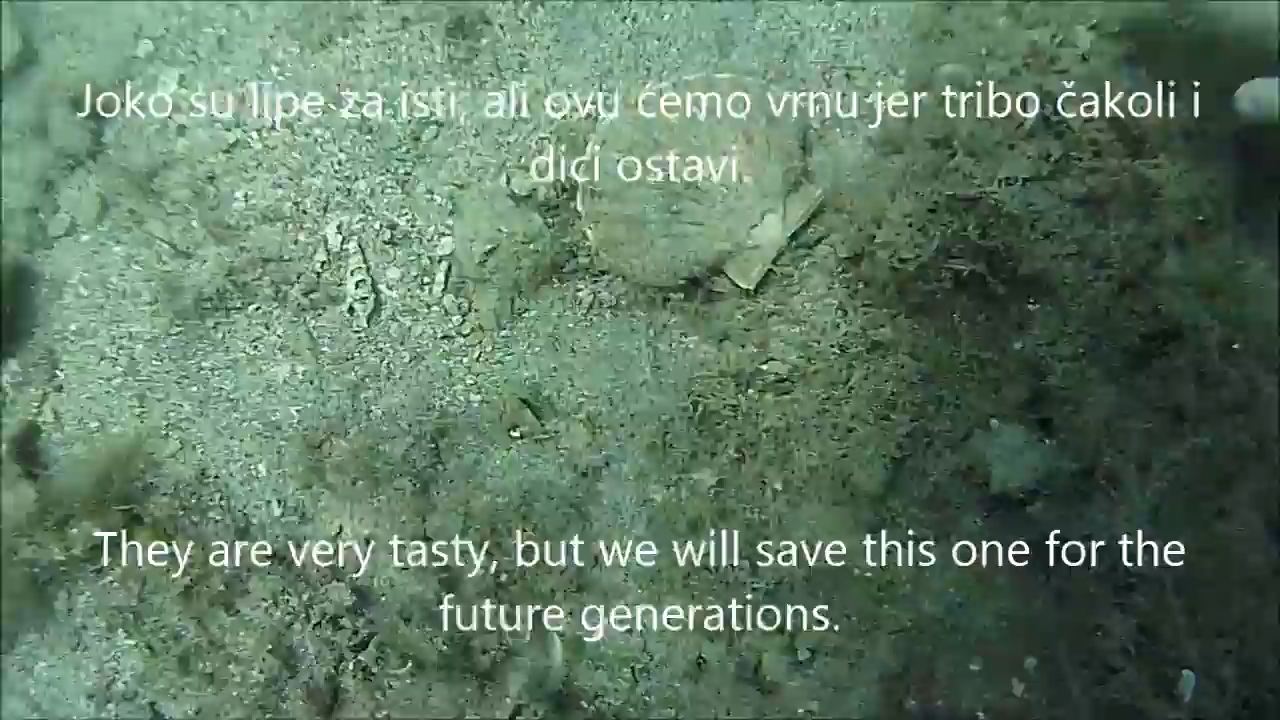 Joko su lipe za isti, ali ovu ćemo vrnu jer tribo čakoli i
dici ostavi.
They are very tasty, but we will save this one for the
future generations.